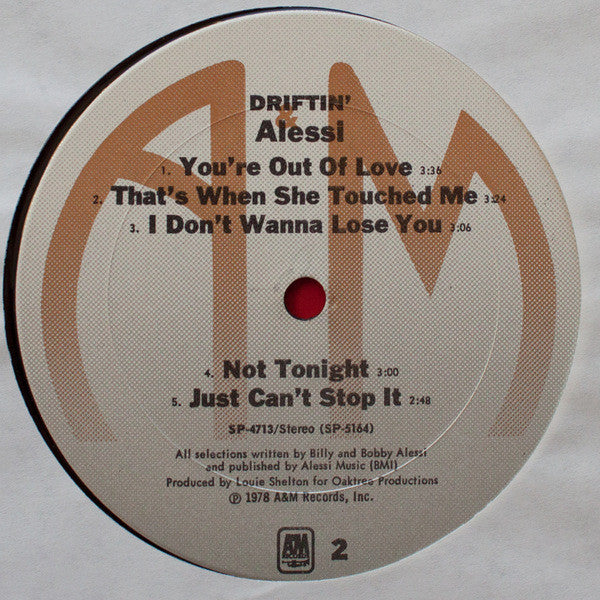 DRIFTIN'
Alessi
1. You're Out Of Love 3:36
2. That's When She Touched Me 3:24
3. I Don't Wanna Lose You 3:06
4. Not Tonight 3:00
5. Just Can't Stop It 2:48
SP-4713/Stereo (SP-5164)
All selections written by Billy and Bobby Alessi
and published by Alessi Music (BMI)
Produced by Louie Shelton for Oaktree Productions
℗ 1978 A&M Records, Inc.
A&M
RECORDS
2